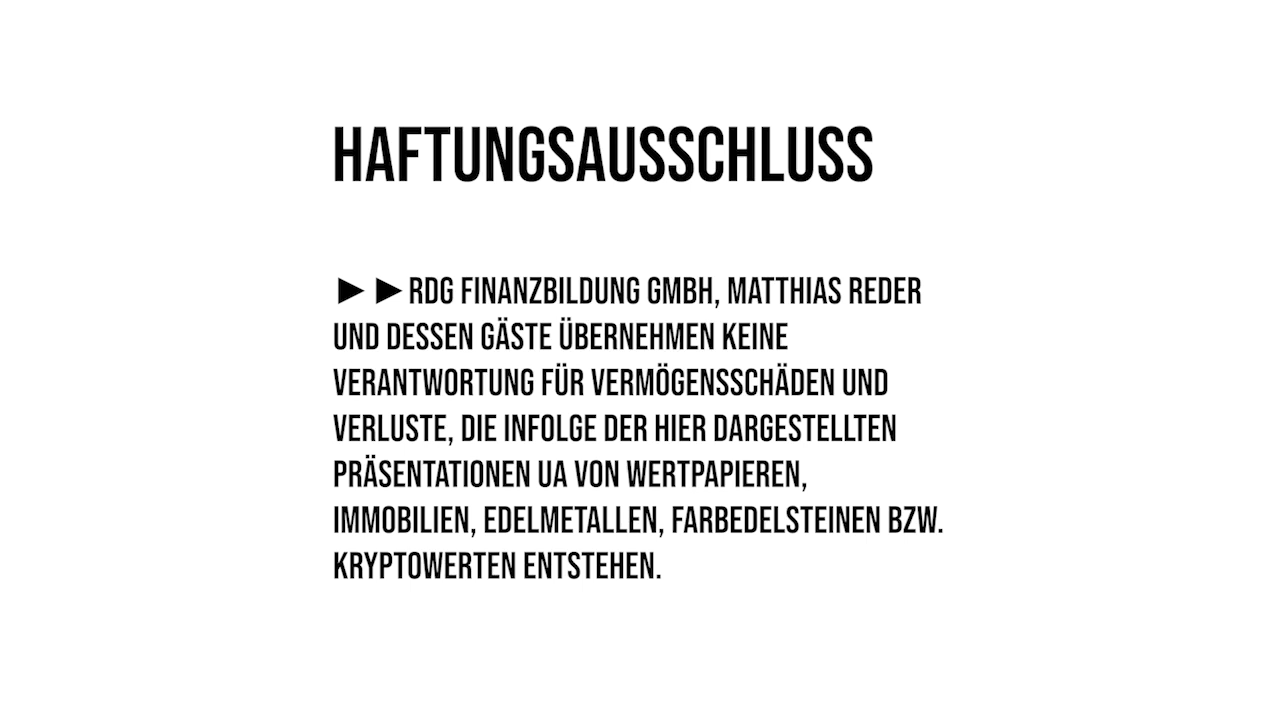 HAFTUNGSAUSSCHLUSS
►►RDG FINANZBILDUNG GMBH, MATTHIAS REDER
UND DESSEN GÄSTE ÜBERNEHMEN KEINE
VERANTWORTUNG FÜR VERMÖGENSSCHÄDEN UND
VERLUSTE, DIE INFOLGE DER HIER DARGESTELLTEN
PRÄSENTATIONEN UA VON WERTPAPIEREN,
IMMOBILIEN, EDELMETALLEN, FARBEDELSTEINEN BZW.
KRYPTOWERTEN ENTSTEHEN.